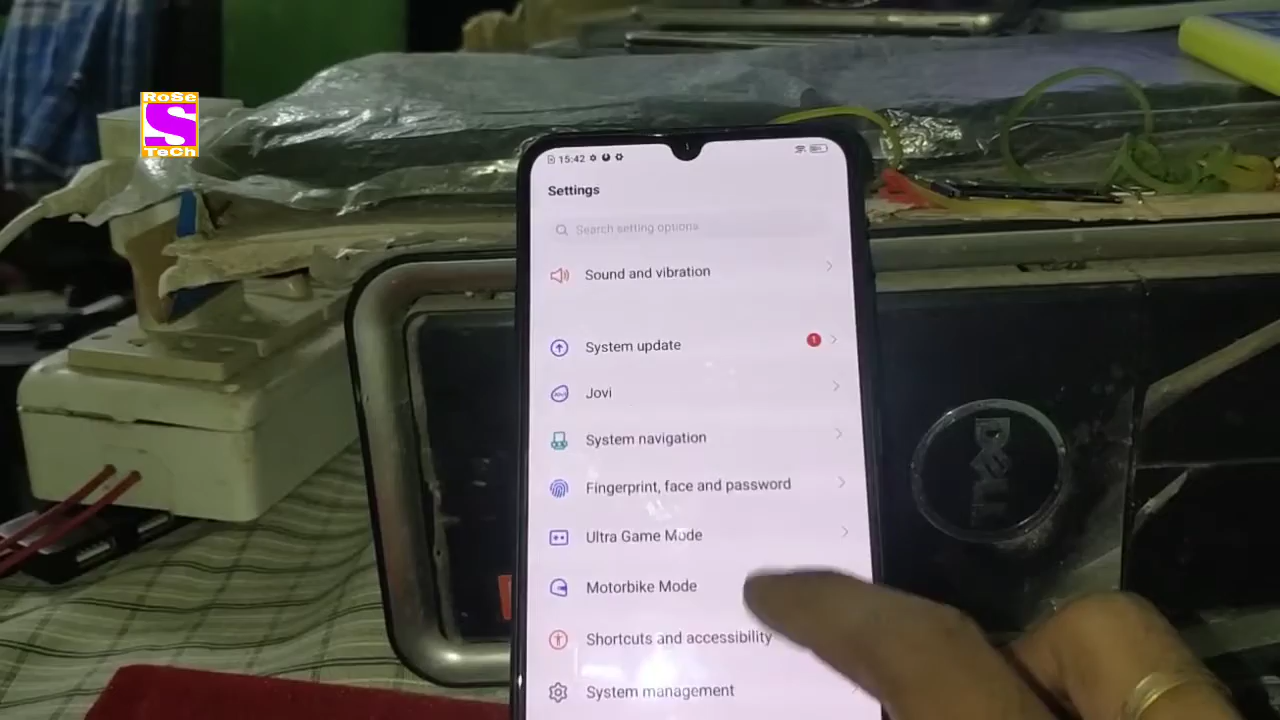 RoSe
S
TeCh
15:42
Settings
Search setting options
Sound and vibration
System update
1
Jovi
System navigation
Fingerprint, face and password
Ultra Game Mode
Motorbike Mode
Shortcuts and accessibility
System management
DELL